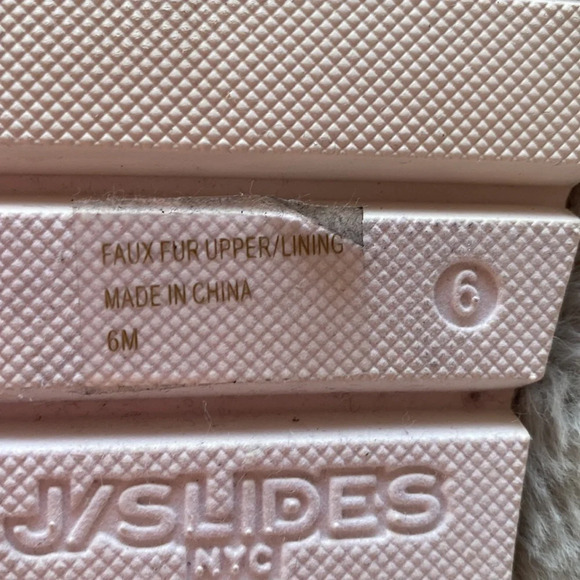 FAUX FUR UPPER/LINING
MADE IN CHINA
6M
6
J/SLIDES
NYC